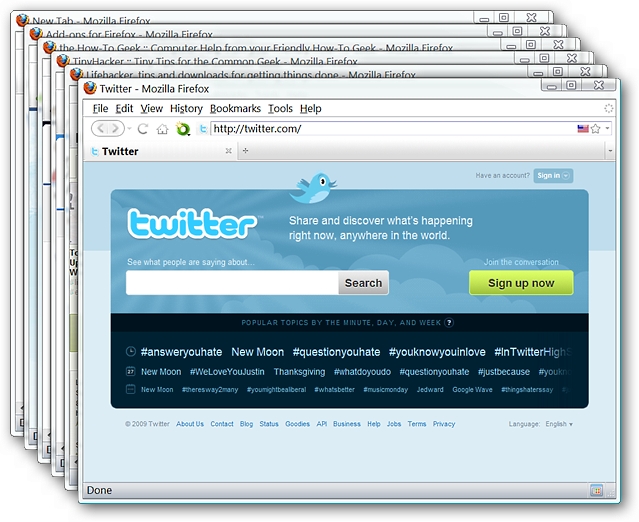 New Tab - Mozilla Firefox
Add-ons for Firefox - Mozilla Firefox
the How-To Geek :: Computer Help from your Friendly How-To Geek - Mozilla Firefox
TinyHacker :: Tiny Tips for the Common Geek - Mozilla Firefox
Lifehacker, tips and downloads for getting things done - Mozilla Firefox
Twitter - Mozilla Firefox
File Edit View History Bookmarks Tools Help
http://twitter.com/
Twitter
Have an account? Sign in
twitter
Share and discover what's happening
right now, anywhere in the world.
See what people are saying about…
Join the conversation
Search
Sign up now
POPULAR TOPICS BY THE MINUTE, DAY, AND WEEK ?
#answeryouhate New Moon #questionyouhate #youknowyouinlove #InTwitterHighS
27 New Moon #WeLoveYouJustin Thanksgiving #whatdoyoudo #questionyouhate #justbecause #youkn
New Moon #theresway2many #youmightbealiberal #whatsbetter #musicmonday Jedward Google Wave #thingshaterssay
© 2009 Twitter About Us Contact Blog Status Goodies API Business Help Jobs Terms Privacy
Language: English
Done